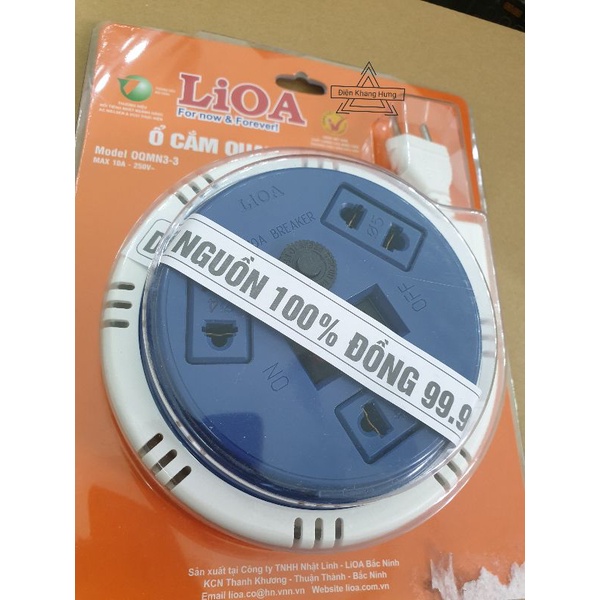 LiOA
For now & Forever!
Điện Khang Hưng
Ổ CẮM QUA
Model OQMN3-3
MAX 10A - 250V~
LiOA
BREAKER
OFF
NGUỒN 100% ĐỒNG 99.9
ON
Sản xuất tại Công ty TNHH Nhật Linh - LiOA Bắc Ninh
KCN Thanh Khương - Thuận Thành - Bắc Ninh
Email lioa.co@hn.vnn.vn Website www.lioa.com.vn